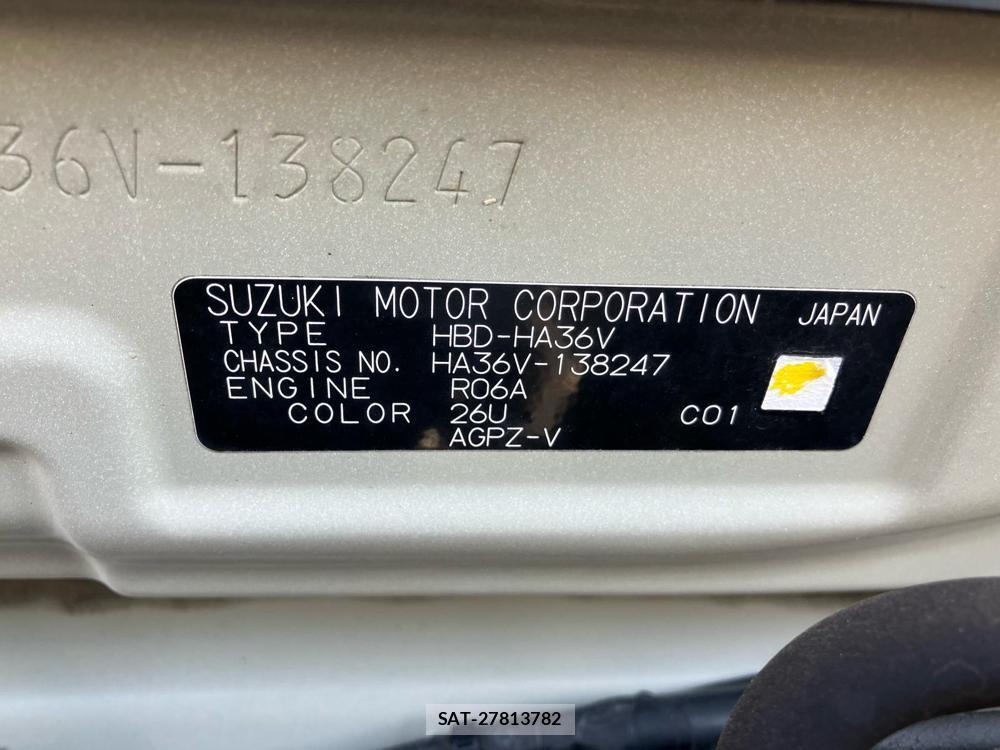 36V-138247
SUZUKI MOTOR CORPORATION JAPAN
TYPE HBD-HA36V
CHASSIS NO. HA36V-138247
ENGINE R06A
COLOR 26U C01
AGPZ-V
SAT-27813782